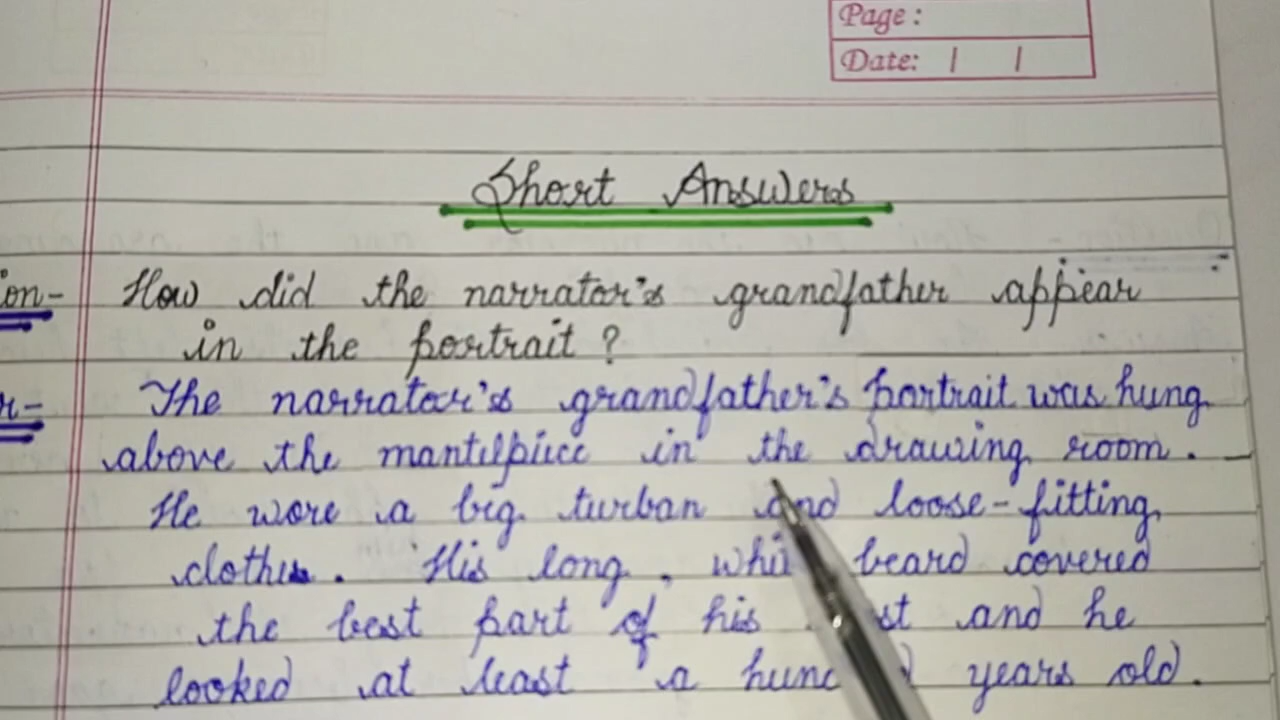 Page :
Date: / /
Short Answers
on- How did the narrator's grandfather appear
in the portrait ?
r- The narrator's grandfather's portrait was hung
above the mantelpiece in the drawing room .
He wore a big turban and loose-fitting
clothes . His long , beard covered
the best part of his and he
looked at least a years old .